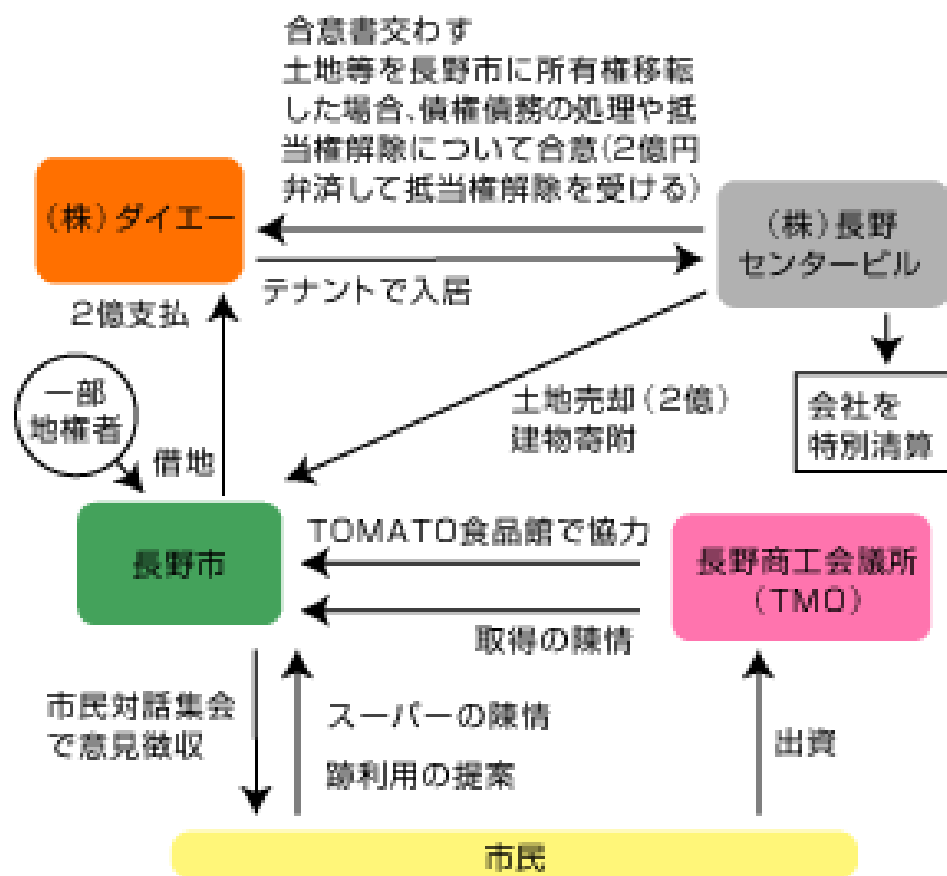 合意書交わす
土地等を長野市に所有権移転
した場合、債権債務の処理や抵
当権解除について合意(2億円
弁済して抵当権解除を受ける)
(株)ダイエー
(株)長野
センタービル
テナントで入居
2億支払
一部
地権者
借地
土地売却(2億)
建物寄附
会社を
特別清算
TOMATO食品館で協力
長野市
長野商工会議所
(TMO)
取得の陳情
市民対話集会
で意見徴収
スーパーの陳情
跡利用の提案
出資
市民